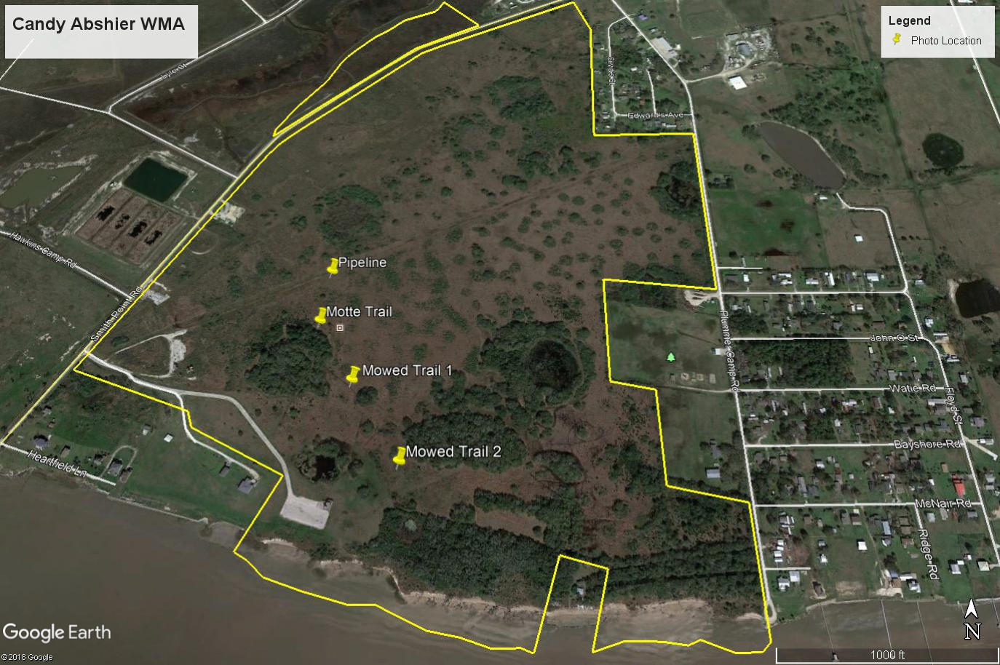 Candy Abshier WMA
Legend
Photo Location
Lyle St
Edwards Ave
Hawkins Camp Rd
Smith Point Rd
Pipeline
Motte Trail
Mowed Trail 1
Mowed Trail 2
Plummer Camp Rd
John O St
Watie Rd
Floyd St
Bayshore Rd
McNair Rd
Ridge Rd
Heartfield Ln
Google Earth
©2018 Google
N
1000 ft